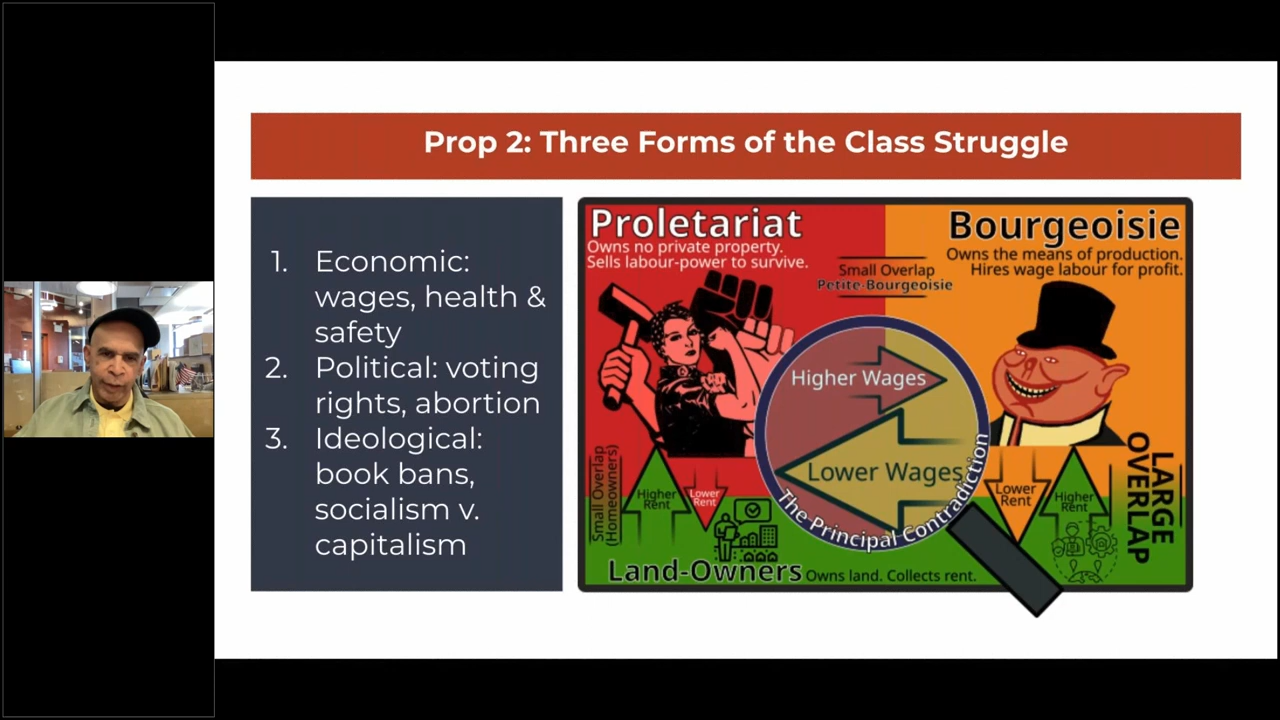 Prop 2: Three Forms of the Class Struggle
1. Economic:
wages, health &
safety
2. Political: voting
rights, abortion
3. Ideological:
book bans,
socialism v.
capitalism
Proletariat
Owns no private property.
Sells labour-power to survive.
Small Overlap
Petite-Bourgeoisie
Bourgeoisie
Owns the means of production.
Hires wage labour for profit.
Higher Wages
Lower Wages
The Principal Contradiction
Small Overlap
(Homeowners)
Higher
Rent
Lower
Rent
Lower
Rent
Higher
Rent
LARGE
OVERLAP
Land-Owners Owns land. Collects rent.